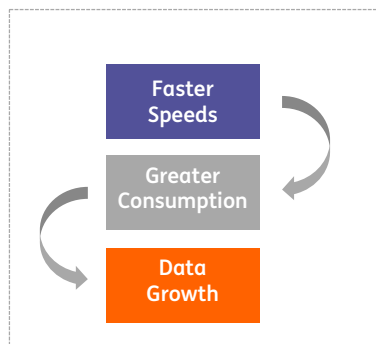 Faster
Speeds
Greater
Consumption
Data
Growth